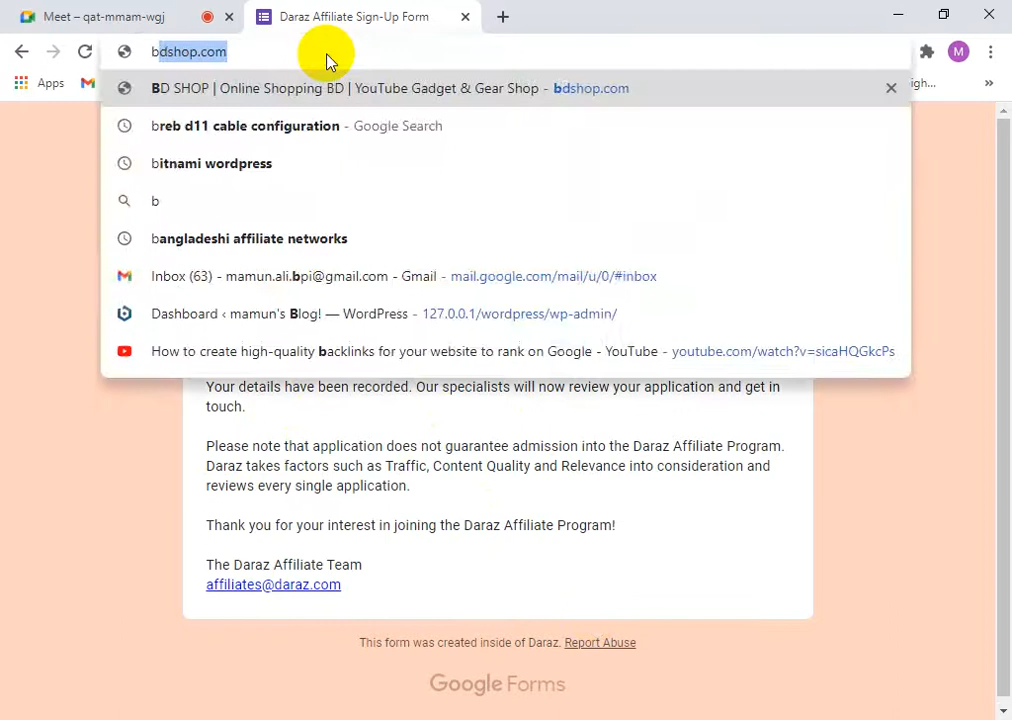 Meet – qat-mmam-wgj
Daraz Affiliate Sign-Up Form
bdshop.com
M
Apps
BD SHOP | Online Shopping BD | YouTube Gadget & Gear Shop - bdshop.com
breb d11 cable configuration - Google Search
bitnami wordpress
b
bangladeshi affiliate networks
Inbox (63) - mamun.ali.bpi@gmail.com - Gmail - mail.google.com/mail/u/0/#inbox
Dashboard ‹ mamun's Blog! — WordPress - 127.0.0.1/wordpress/wp-admin/
How to create high-quality backlinks for your website to rank on Google - YouTube - youtube.com/watch?v=sicaHQGkcPs
Your details have been recorded. Our specialists will now review your application and get in
touch.
Please note that application does not guarantee admission into the Daraz Affiliate Program.
Daraz takes factors such as Traffic, Content Quality and Relevance into consideration and
reviews every single application.
Thank you for your interest in joining the Daraz Affiliate Program!
The Daraz Affiliate Team
affiliates@daraz.com
This form was created inside of Daraz. Report Abuse
Google Forms